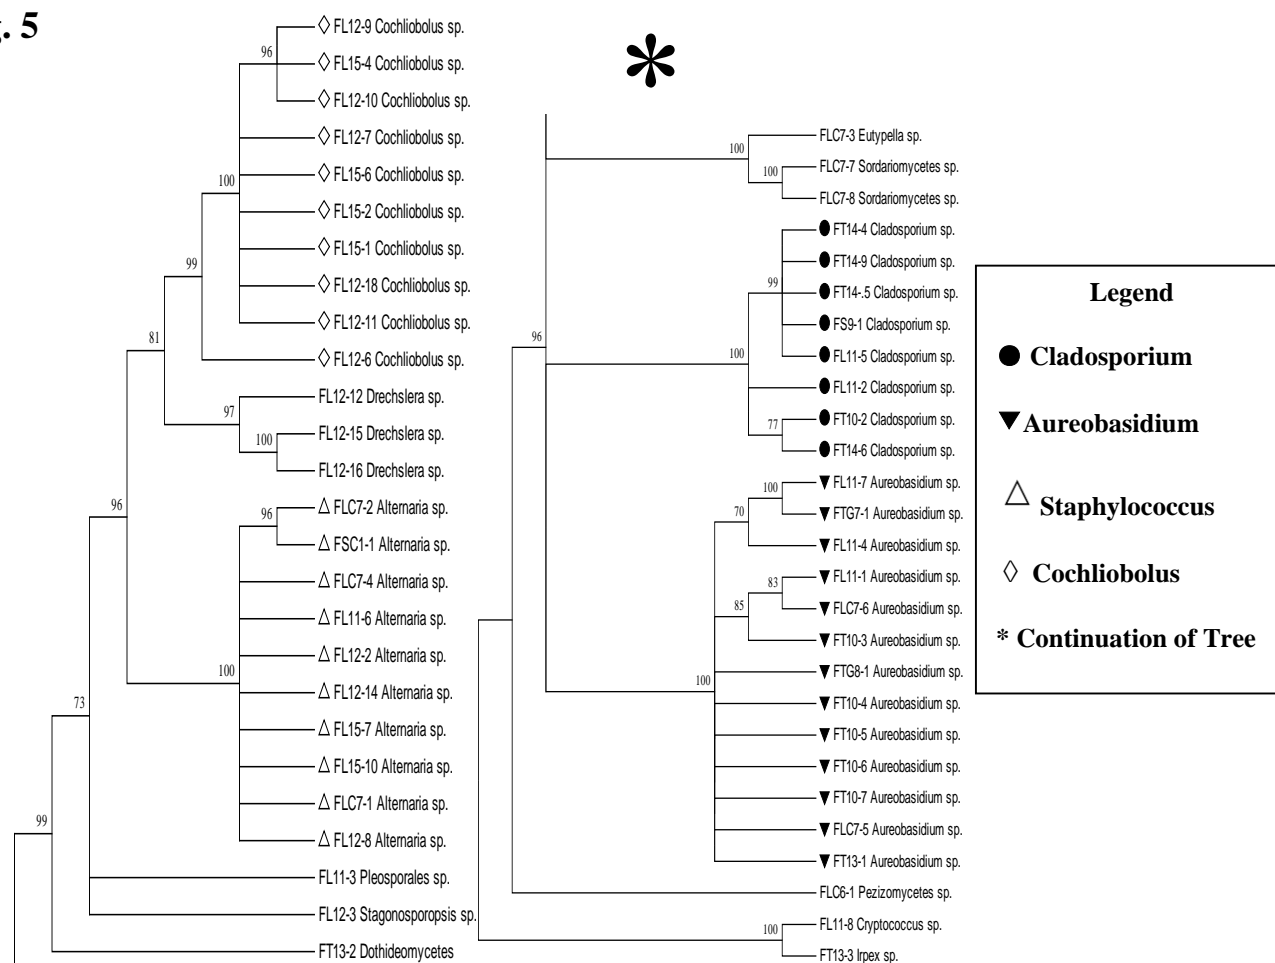 . 5
96
FL12-9 Cochliobolus sp.
FL15-4 Cochliobolus sp.
FL12-10 Cochliobolus sp.
100
FL12-7 Cochliobolus sp.
FL15-6 Cochliobolus sp.
FL15-2 Cochliobolus sp.
FL15-1 Cochliobolus sp.
FL12-18 Cochliobolus sp.
FL12-11 Cochliobolus sp.
99
FL12-6 Cochliobolus sp.
81
97
FL12-12 Drechslera sp.
100
FL12-15 Drechslera sp.
FL12-16 Drechslera sp.
96
96
FLC7-2 Alternaria sp.
FSC1-1 Alternaria sp.
FLC7-4 Alternaria sp.
FL11-6 Alternaria sp.
FL12-2 Alternaria sp.
100
FL12-14 Alternaria sp.
FL15-7 Alternaria sp.
FL15-10 Alternaria sp.
FLC7-1 Alternaria sp.
FL12-8 Alternaria sp.
73
FL11-3 Pleosporales sp.
FL12-3 Stagonosporopsis sp.
99
FT13-2 Dothideomycetes
*
100
FLC7-3 Eutypella sp.
100
FLC7-7 Sordariomycetes sp.
FLC7-8 Sordariomycetes sp.
99
FT14-4 Cladosporium sp.
FT14-9 Cladosporium sp.
FT14-.5 Cladosporium sp.
FS9-1 Cladosporium sp.
FL11-5 Cladosporium sp.
96
100
FL11-2 Cladosporium sp.
77
FT10-2 Cladosporium sp.
FT14-6 Cladosporium sp.
100
FL11-7 Aureobasidium sp.
FTG7-1 Aureobasidium sp.
70
FL11-4 Aureobasidium sp.
83
FL11-1 Aureobasidium sp.
FLC7-6 Aureobasidium sp.
85
FT10-3 Aureobasidium sp.
100
FTG8-1 Aureobasidium sp.
FT10-4 Aureobasidium sp.
FT10-5 Aureobasidium sp.
FT10-6 Aureobasidium sp.
FT10-7 Aureobasidium sp.
FLC7-5 Aureobasidium sp.
FT13-1 Aureobasidium sp.
FLC6-1 Pezizomycetes sp.
100
FL11-8 Cryptococcus sp.
FT13-3 Irpex sp.
Legend
Cladosporium
Aureobasidium
Staphylococcus
Cochliobolus
* Continuation of Tree